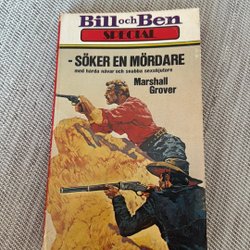 Bill och Ben
SPECIAL
- SÖKER EN MÖRDARE
med hårda nävar och snabba sexskjutare
Marshall
Grover